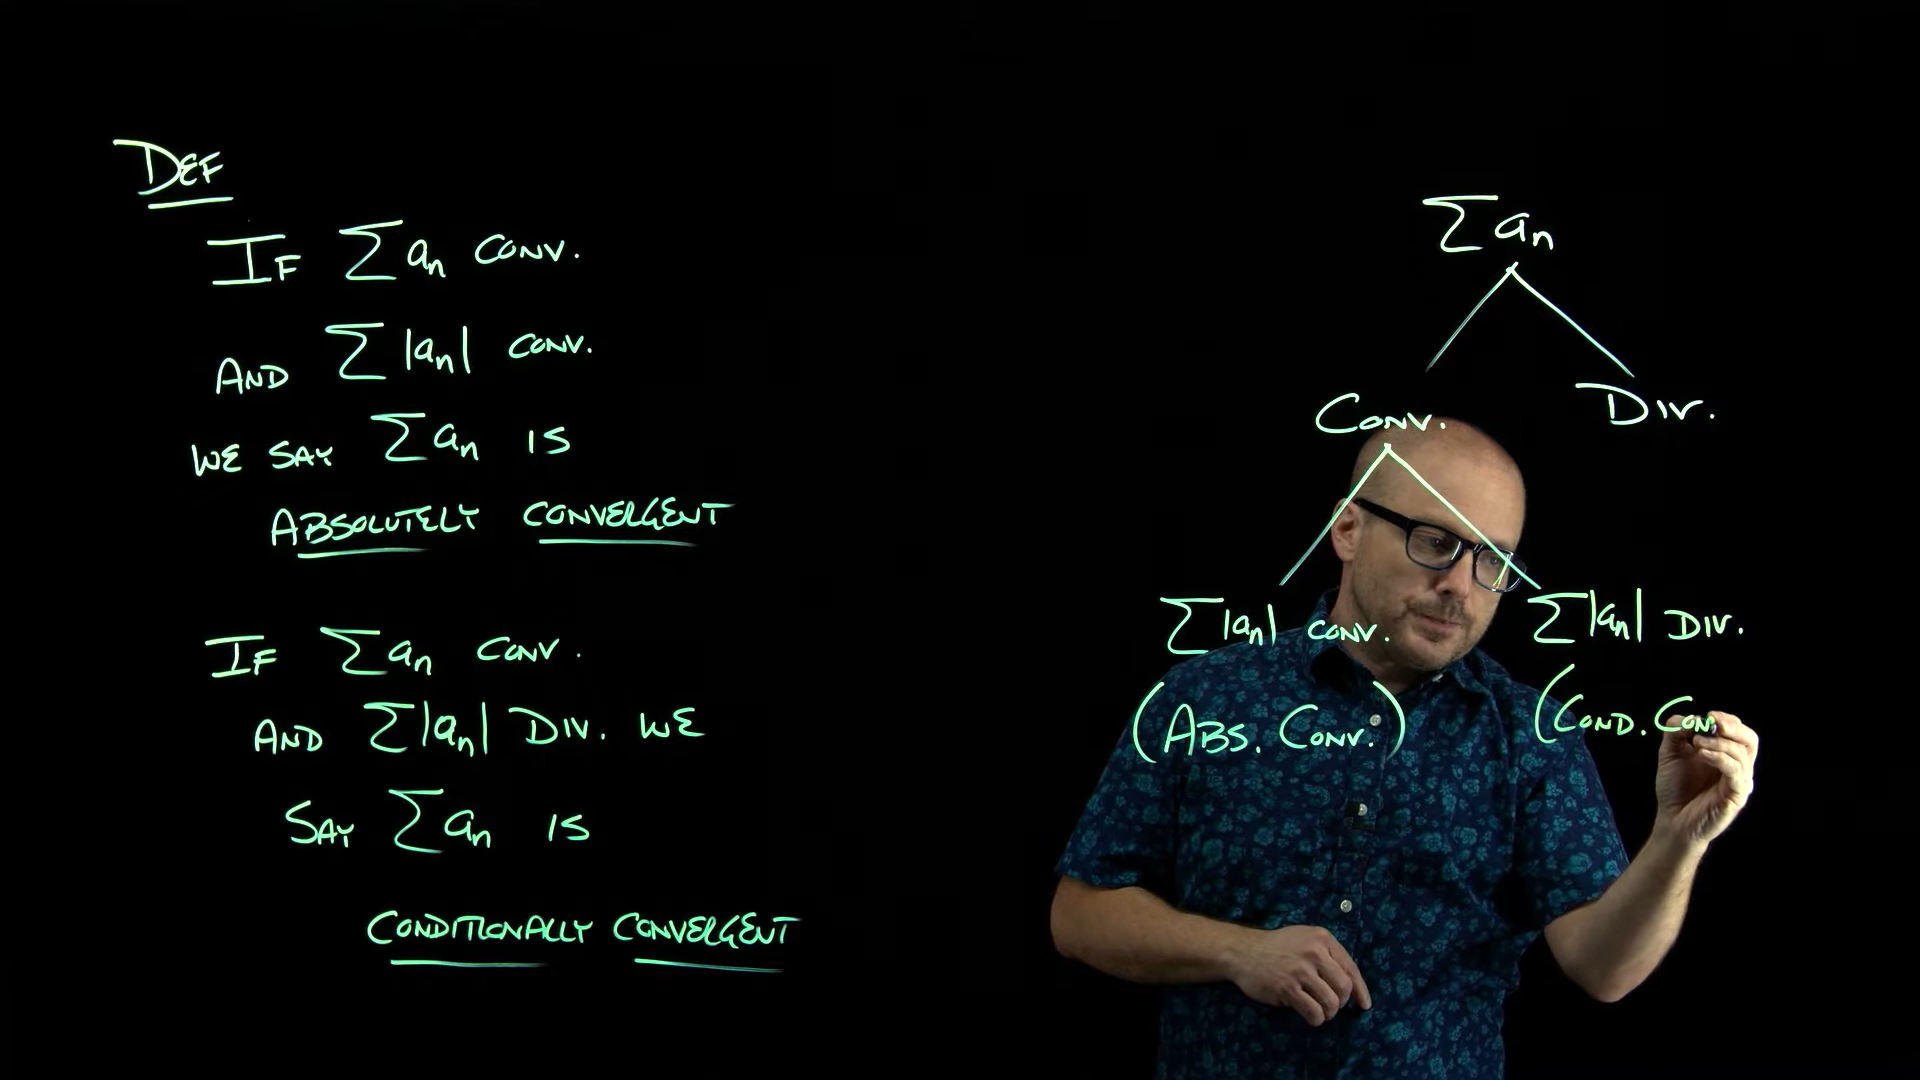 DEF
IF ∑ an CONV.
AND ∑ |an| CONV.
WE SAY ∑ an IS
ABSOLUTELY CONVERGENT
IF ∑ an CONV.
AND ∑ |an| DIV. WE
SAY ∑ an IS
CONDITIONALLY CONVERGENT
∑ an
CONV. DIV.
∑ |an| CONV. ∑ |an| DIV.
(ABS. CONV.) (COND. CON